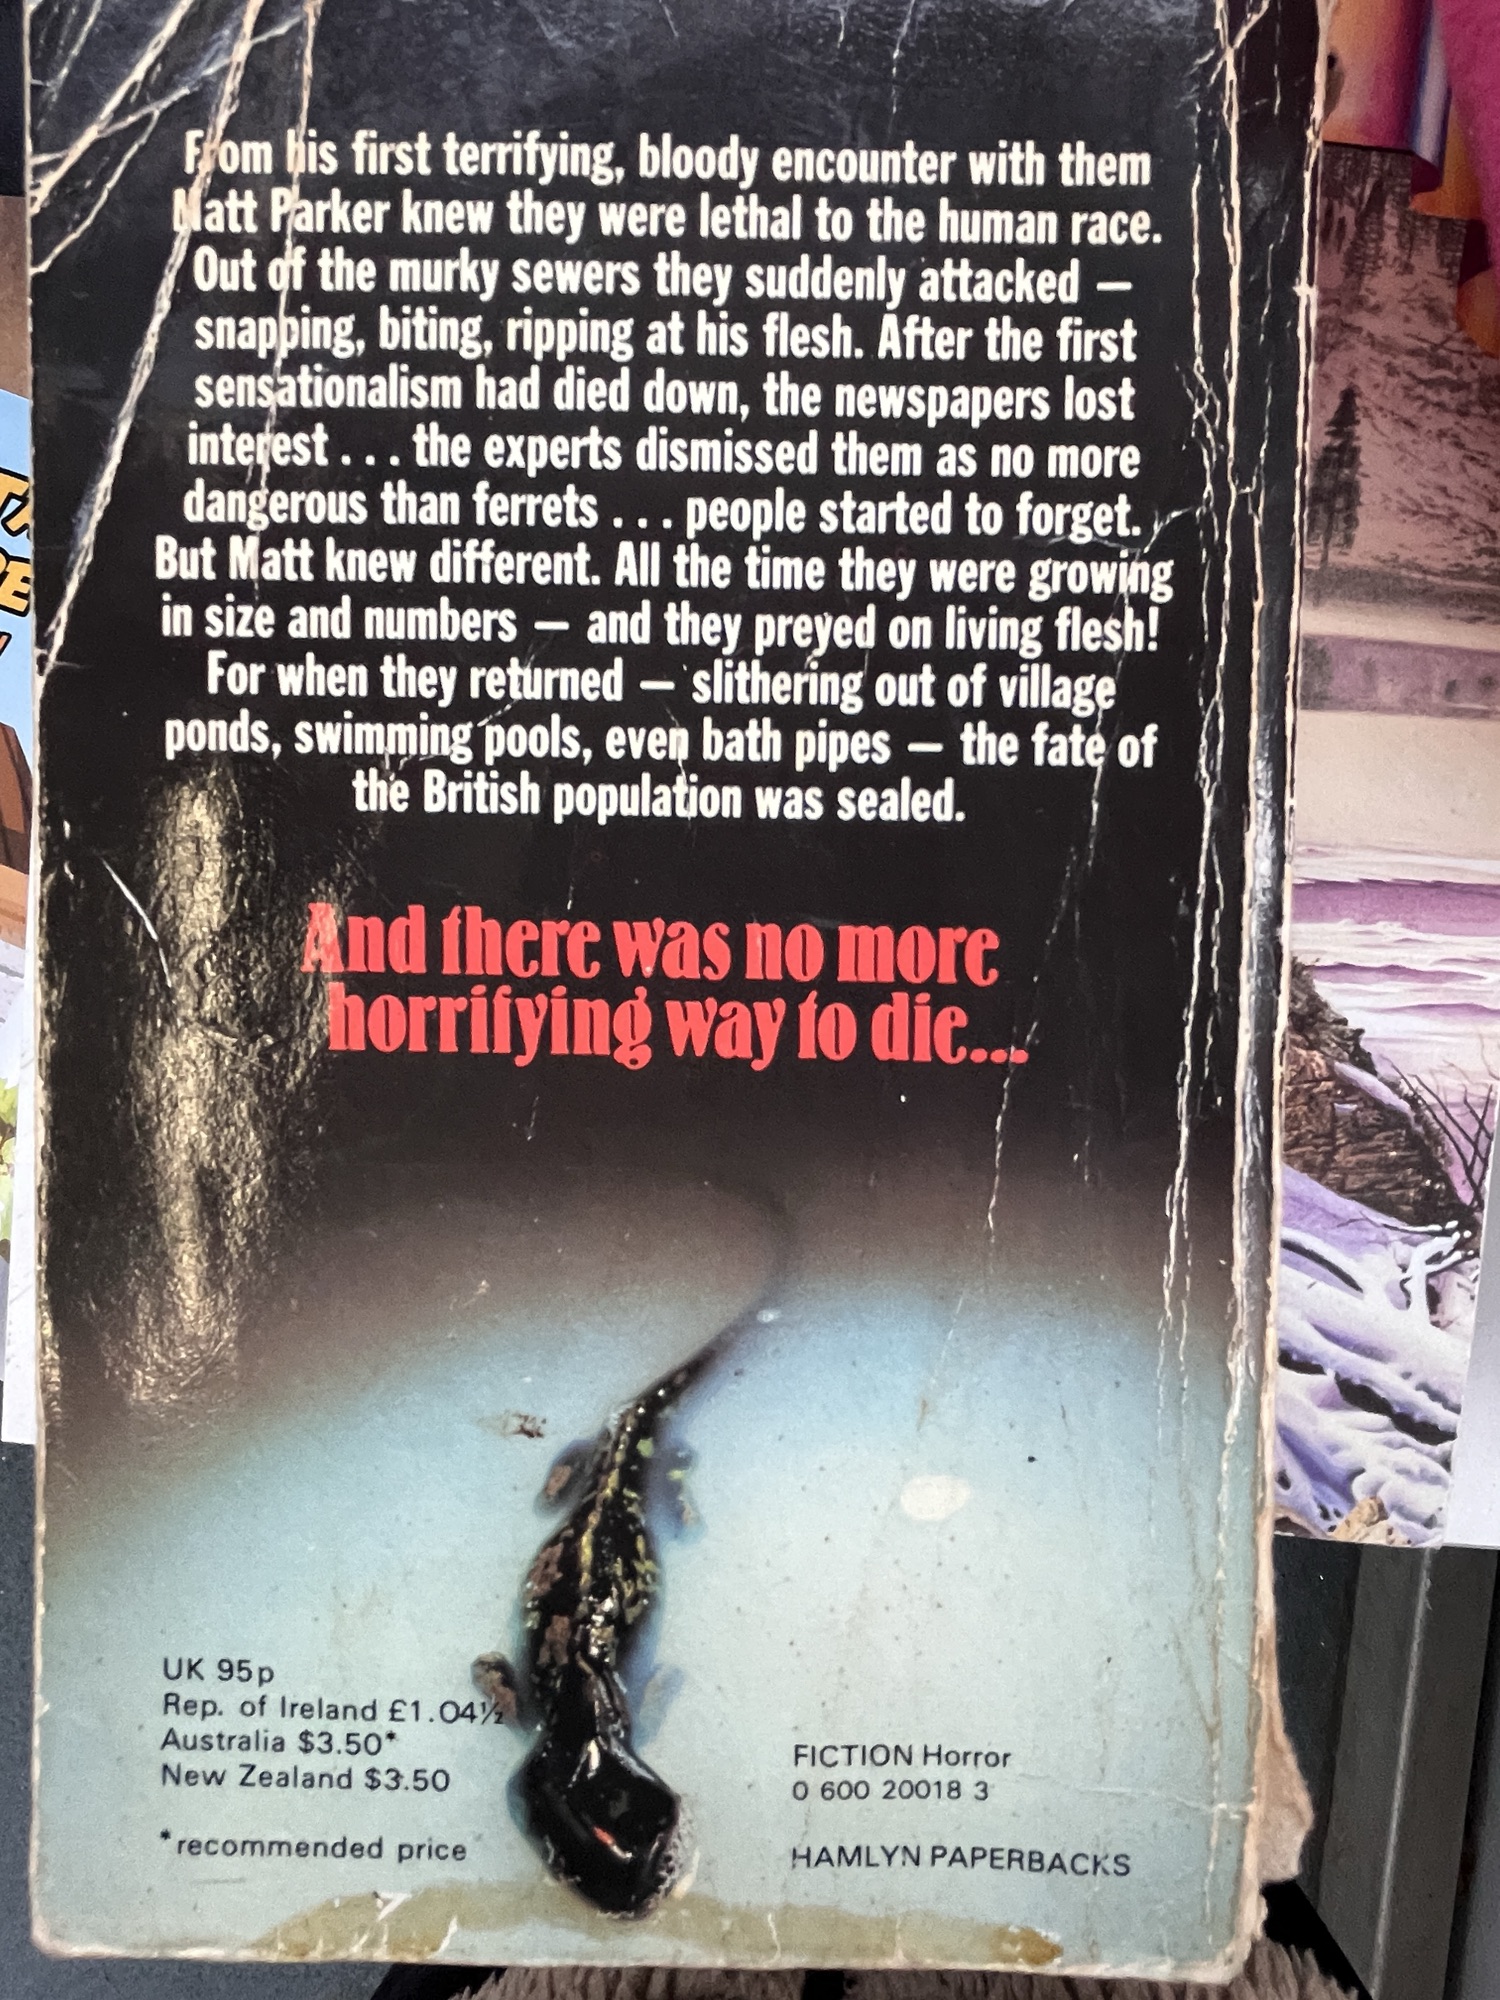 From his first terrifying, bloody encounter with them
Matt Parker knew they were lethal to the human race.
Out of the murky sewers they suddenly attacked —
snapping, biting, ripping at his flesh. After the first
sensationalism had died down, the newspapers lost
interest . . . the experts dismissed them as no more
dangerous than ferrets . . . people started to forget.
But Matt knew different. All the time they were growing
in size and numbers — and they preyed on living flesh!
For when they returned — slithering out of village
ponds, swimming pools, even bath pipes — the fate of
the British population was sealed.
And there was no more
horrifying way to die...
UK 95p
Rep. of Ireland £1.04½
Australia $3.50*
New Zealand $3.50
*recommended price
FICTION Horror
0 600 20018 3
HAMLYN PAPERBACKS